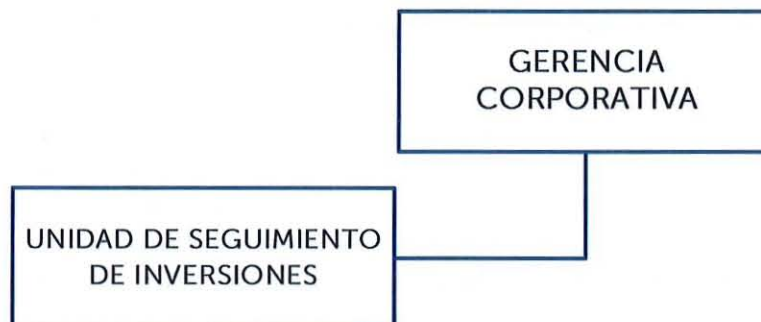 GERENCIA
CORPORATIVA
UNIDAD DE SEGUIMIENTO
DE INVERSIONES